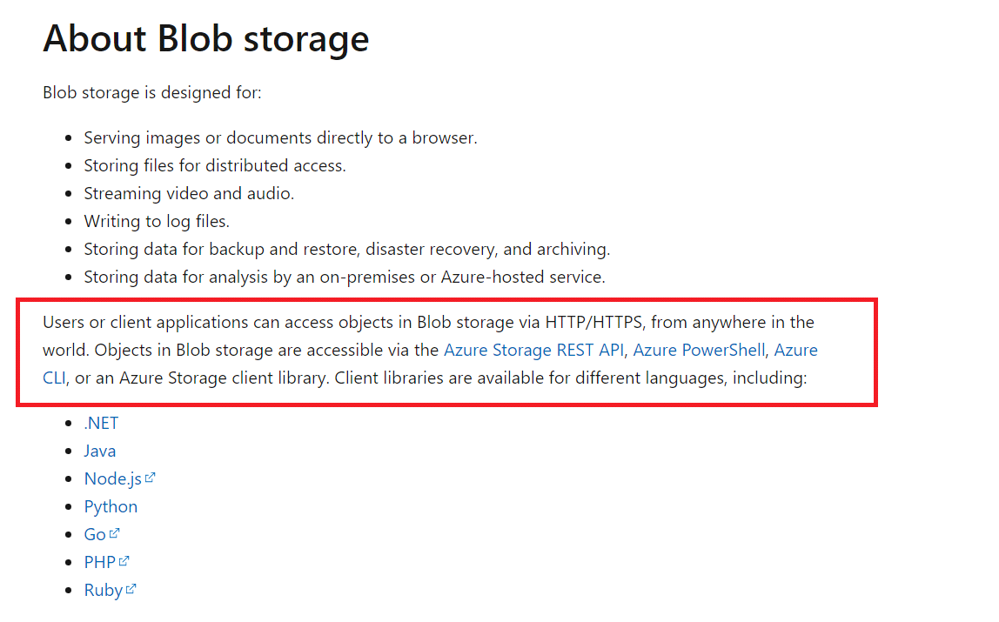 About Blob storage
Blob storage is designed for:
Serving images or documents directly to a browser.
Storing files for distributed access.
Streaming video and audio.
Writing to log files.
Storing data for backup and restore, disaster recovery, and archiving.
Storing data for analysis by an on-premises or Azure-hosted service.
Users or client applications can access objects in Blob storage via HTTP/HTTPS, from anywhere in the
world. Objects in Blob storage are accessible via the Azure Storage REST API, Azure PowerShell, Azure
CLI, or an Azure Storage client library. Client libraries are available for different languages, including:
.NET
Java
Node.js
Python
Go
PHP
Ruby